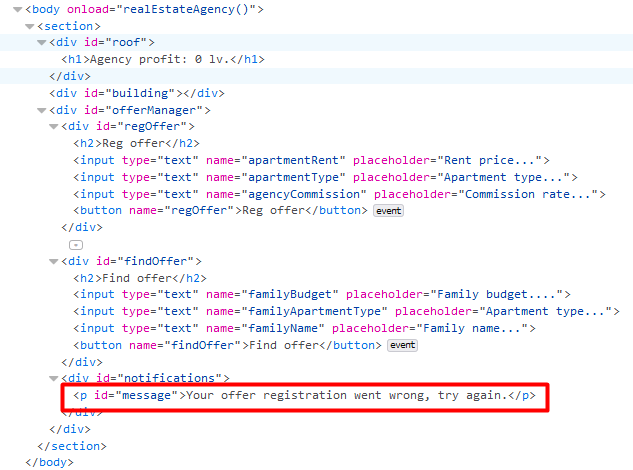 <body onload="realEstateAgency()">
<section>
<div id="roof">
<h1>Agency profit: 0 lv.</h1>
</div>
<div id="building"></div>
<div id="offerManager">
<div id="regOffer">
<h2>Reg offer</h2>
<input type="text" name="apartmentRent" placeholder="Rent price...">
<input type="text" name="apartmentType" placeholder="Apartment type...">
<input type="text" name="agencyCommission" placeholder="Commission rate...">
<button name="regOffer">Reg offer</button> event
</div>
<div id="findOffer">
<h2>Find offer</h2>
<input type="text" name="familyBudget" placeholder="Family budget....">
<input type="text" name="familyApartmentType" placeholder="Apartment type...">
<input type="text" name="familyName" placeholder="Family name...">
<button name="findOffer">Find offer</button> event
</div>
<div id="notifications">
<p id="message">Your offer registration went wrong, try again.</p>
</div>
</div>
</section>
</body>